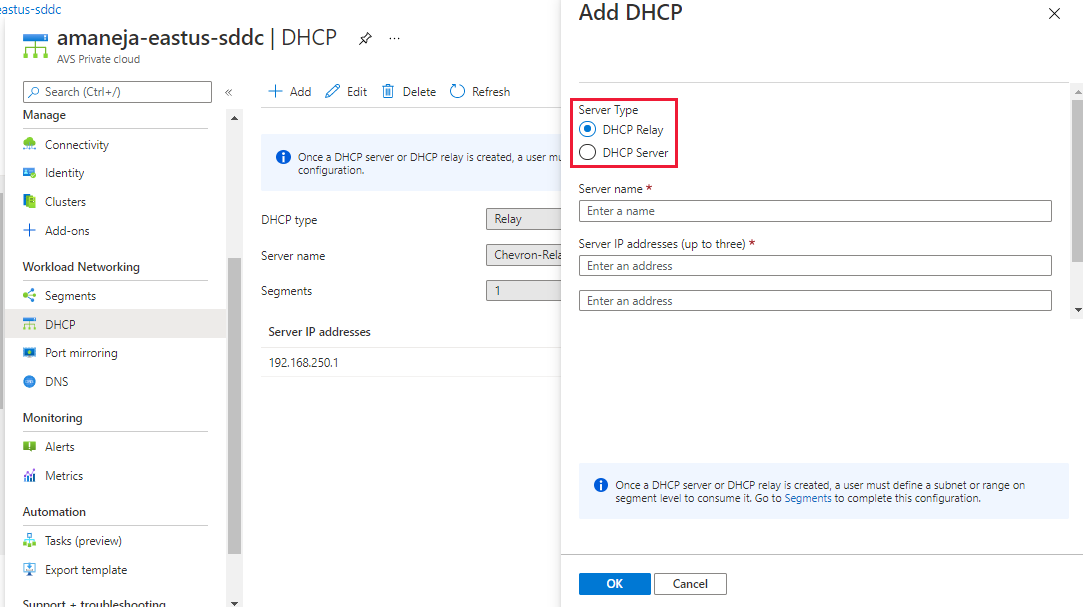 eastus-sddc
amaneja-eastus-sddc | DHCP
AVS Private cloud
Search (Ctrl+/)
«
Manage
Connectivity
Identity
Clusters
Add-ons
Workload Networking
Segments
DHCP
Port mirroring
DNS
Monitoring
Alerts
Metrics
Automation
Tasks (preview)
Export template
Support + troubleshooting
Add
Edit
Delete
Refresh
Once a DHCP server or DHCP relay is created, a user mu
configuration.
DHCP type
Relay
Server name
Chevron-Rela
Segments
1
Server IP addresses
192.168.250.1
Add DHCP
Server Type
DHCP Relay
DHCP Server
Server name *
Enter a name
Server IP addresses (up to three) *
Enter an address
Enter an address
Once a DHCP server or DHCP relay is created, a user must define a subnet or range on
segment level to consume it. Go to Segments to complete this configuration.
OK
Cancel